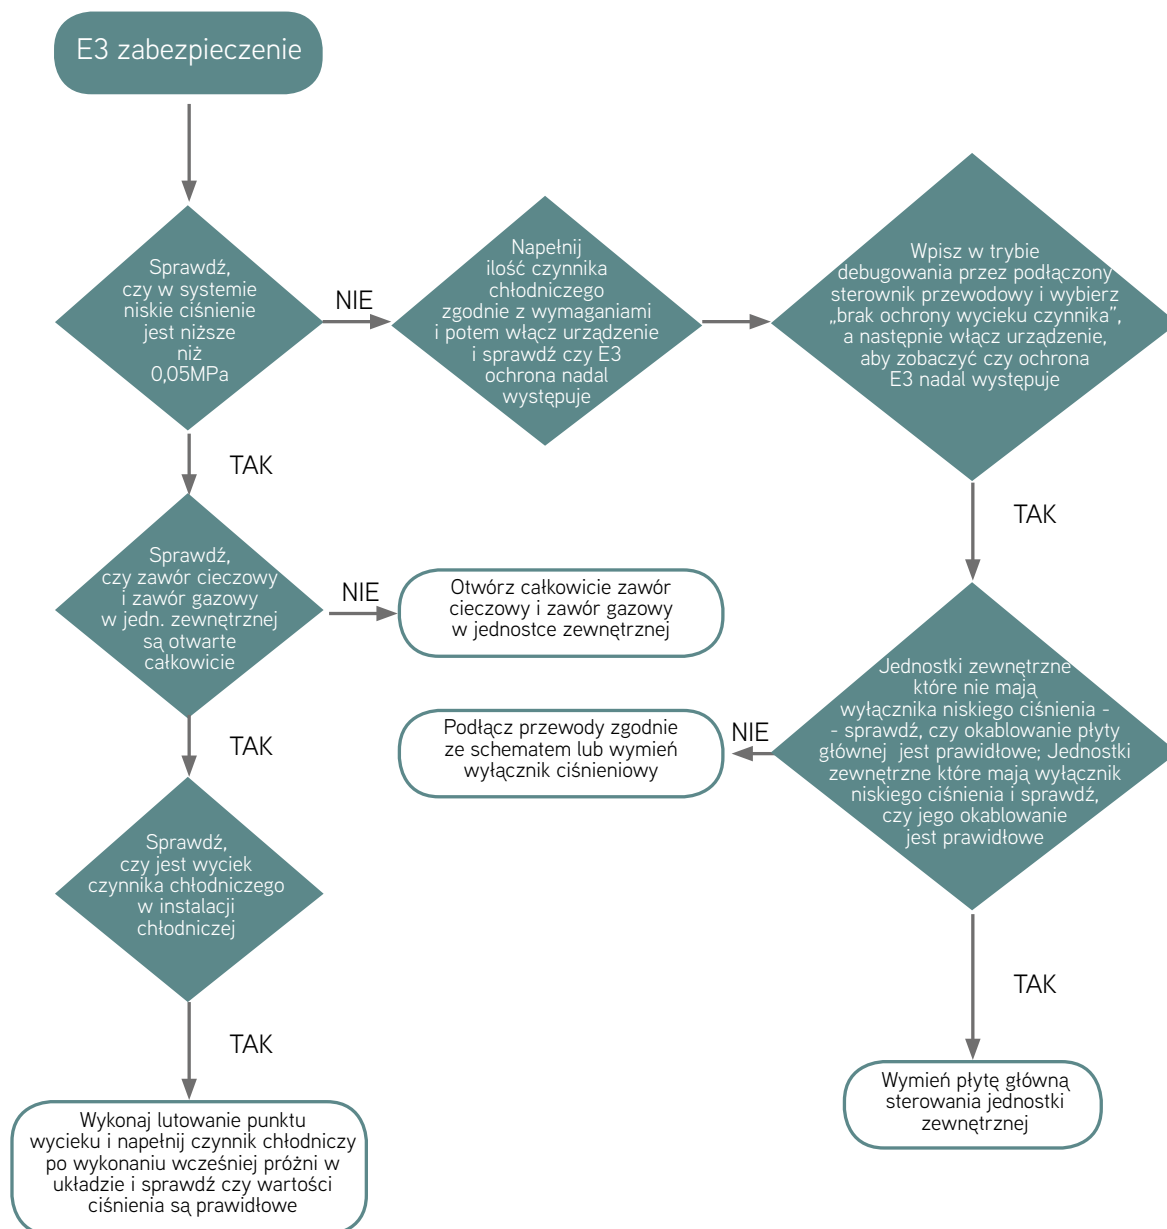 E3 zabezpieczenie
Sprawdź,
czy w systemie
niskie ciśnienie
jest niższe
niż
0,05MPa
NIE
Napełnij
ilość czynnika
chłodniczego
zgodnie z wymaganiami
i potem włącz urządzenie
i sprawdź czy E3
ochrona nadal
występuje
Wpisz w trybie
debugowania przez podłączony
sterownik przewodowy i wybierz
„brak ochrony wycieku czynnika”,
a następnie włącz urządzenie,
aby zobaczyć czy ochrona
E3 nadal występuje
TAK
TAK
Sprawdź,
czy zawór cieczowy
i zawór gazowy
w jedn. zewnętrznej
są otwarte
całkowicie
NIE
Otwórz całkowicie zawór
cieczowy i zawór gazowy
w jednostce zewnętrznej
Jednostki zewnętrzne
które nie mają
wyłącznika niskiego ciśnienia -
- sprawdź, czy okablowanie płyty
głównej  jest prawidłowe; Jednostki
zewnętrzne które mają wyłącznik
niskiego ciśnienia i sprawdź,
czy jego okablowanie
jest prawidłowe
NIE
Podłącz przewody zgodnie
ze schematem lub wymień
wyłącznik ciśnieniowy
TAK
Sprawdź,
czy jest wyciek
czynnika chłodniczego
w instalacji
chłodniczej
TAK
TAK
Wymień płytę główną
sterowania jednostki
zewnętrznej
Wykonaj lutowanie punktu
wycieku i napełnij czynnik chłodniczy
po wykonaniu wcześniej próżni w
układzie i sprawdź czy wartości
ciśnienia są prawidłowe